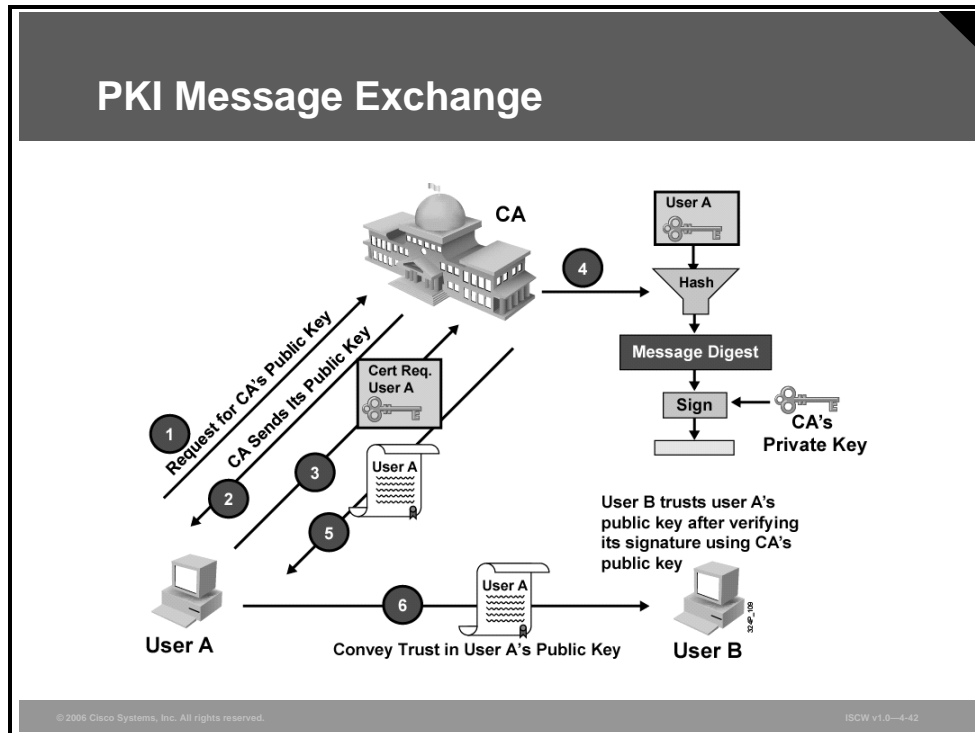 PKI Message Exchange
CA
User A
4
Hash
Message Digest
Sign
CA's
Private Key
1
Request for CA's Public Key
2
CA Sends Its Public Key
3
Cert Req.
User A
5
User A
User B trusts user A's
public key after verifying
its signature using CA's
public key
6
User A
324P_109
User A
Convey Trust in User A's Public Key
User B
© 2006 Cisco Systems, Inc. All rights reserved.
ISCW v1.0—4-42